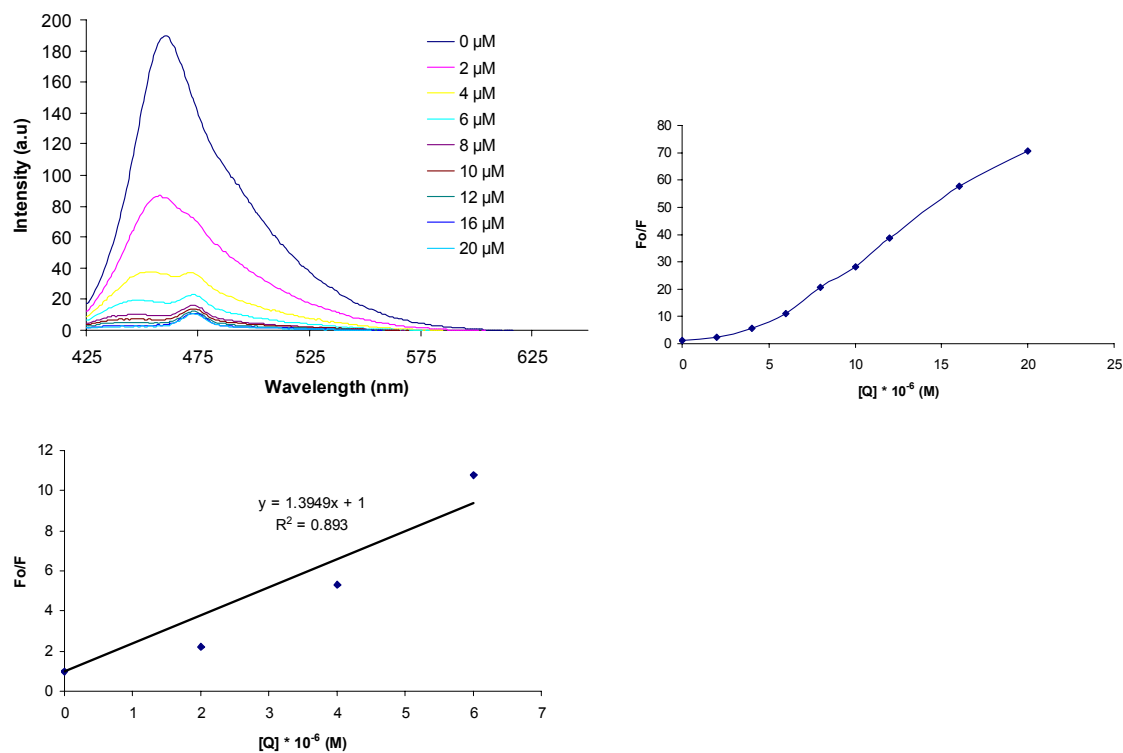 Intensity (a.u)
200
180
160
140
120
100
80
60
40
20
0
425
475
525
575
625
Wavelength (nm)
0 µM
2 µM
4 µM
6 µM
8 µM
10 µM
12 µM
16 µM
20 µM
Fo/F
80
70
60
50
40
30
20
10
0
0
5
10
15
20
25
[Q] * 10⁻⁶ (M)
Fo/F
12
10
8
6
4
2
0
y = 1.3949x + 1
R² = 0.893
0
1
2
3
4
5
6
7
[Q] * 10⁻⁶ (M)